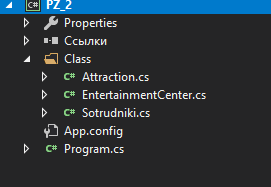 C# PZ_2
Properties
Ссылки
Class
C# Attraction.cs
C# EntertainmentCenter.cs
C# Sotrudniki.cs
App.config
C# Program.cs